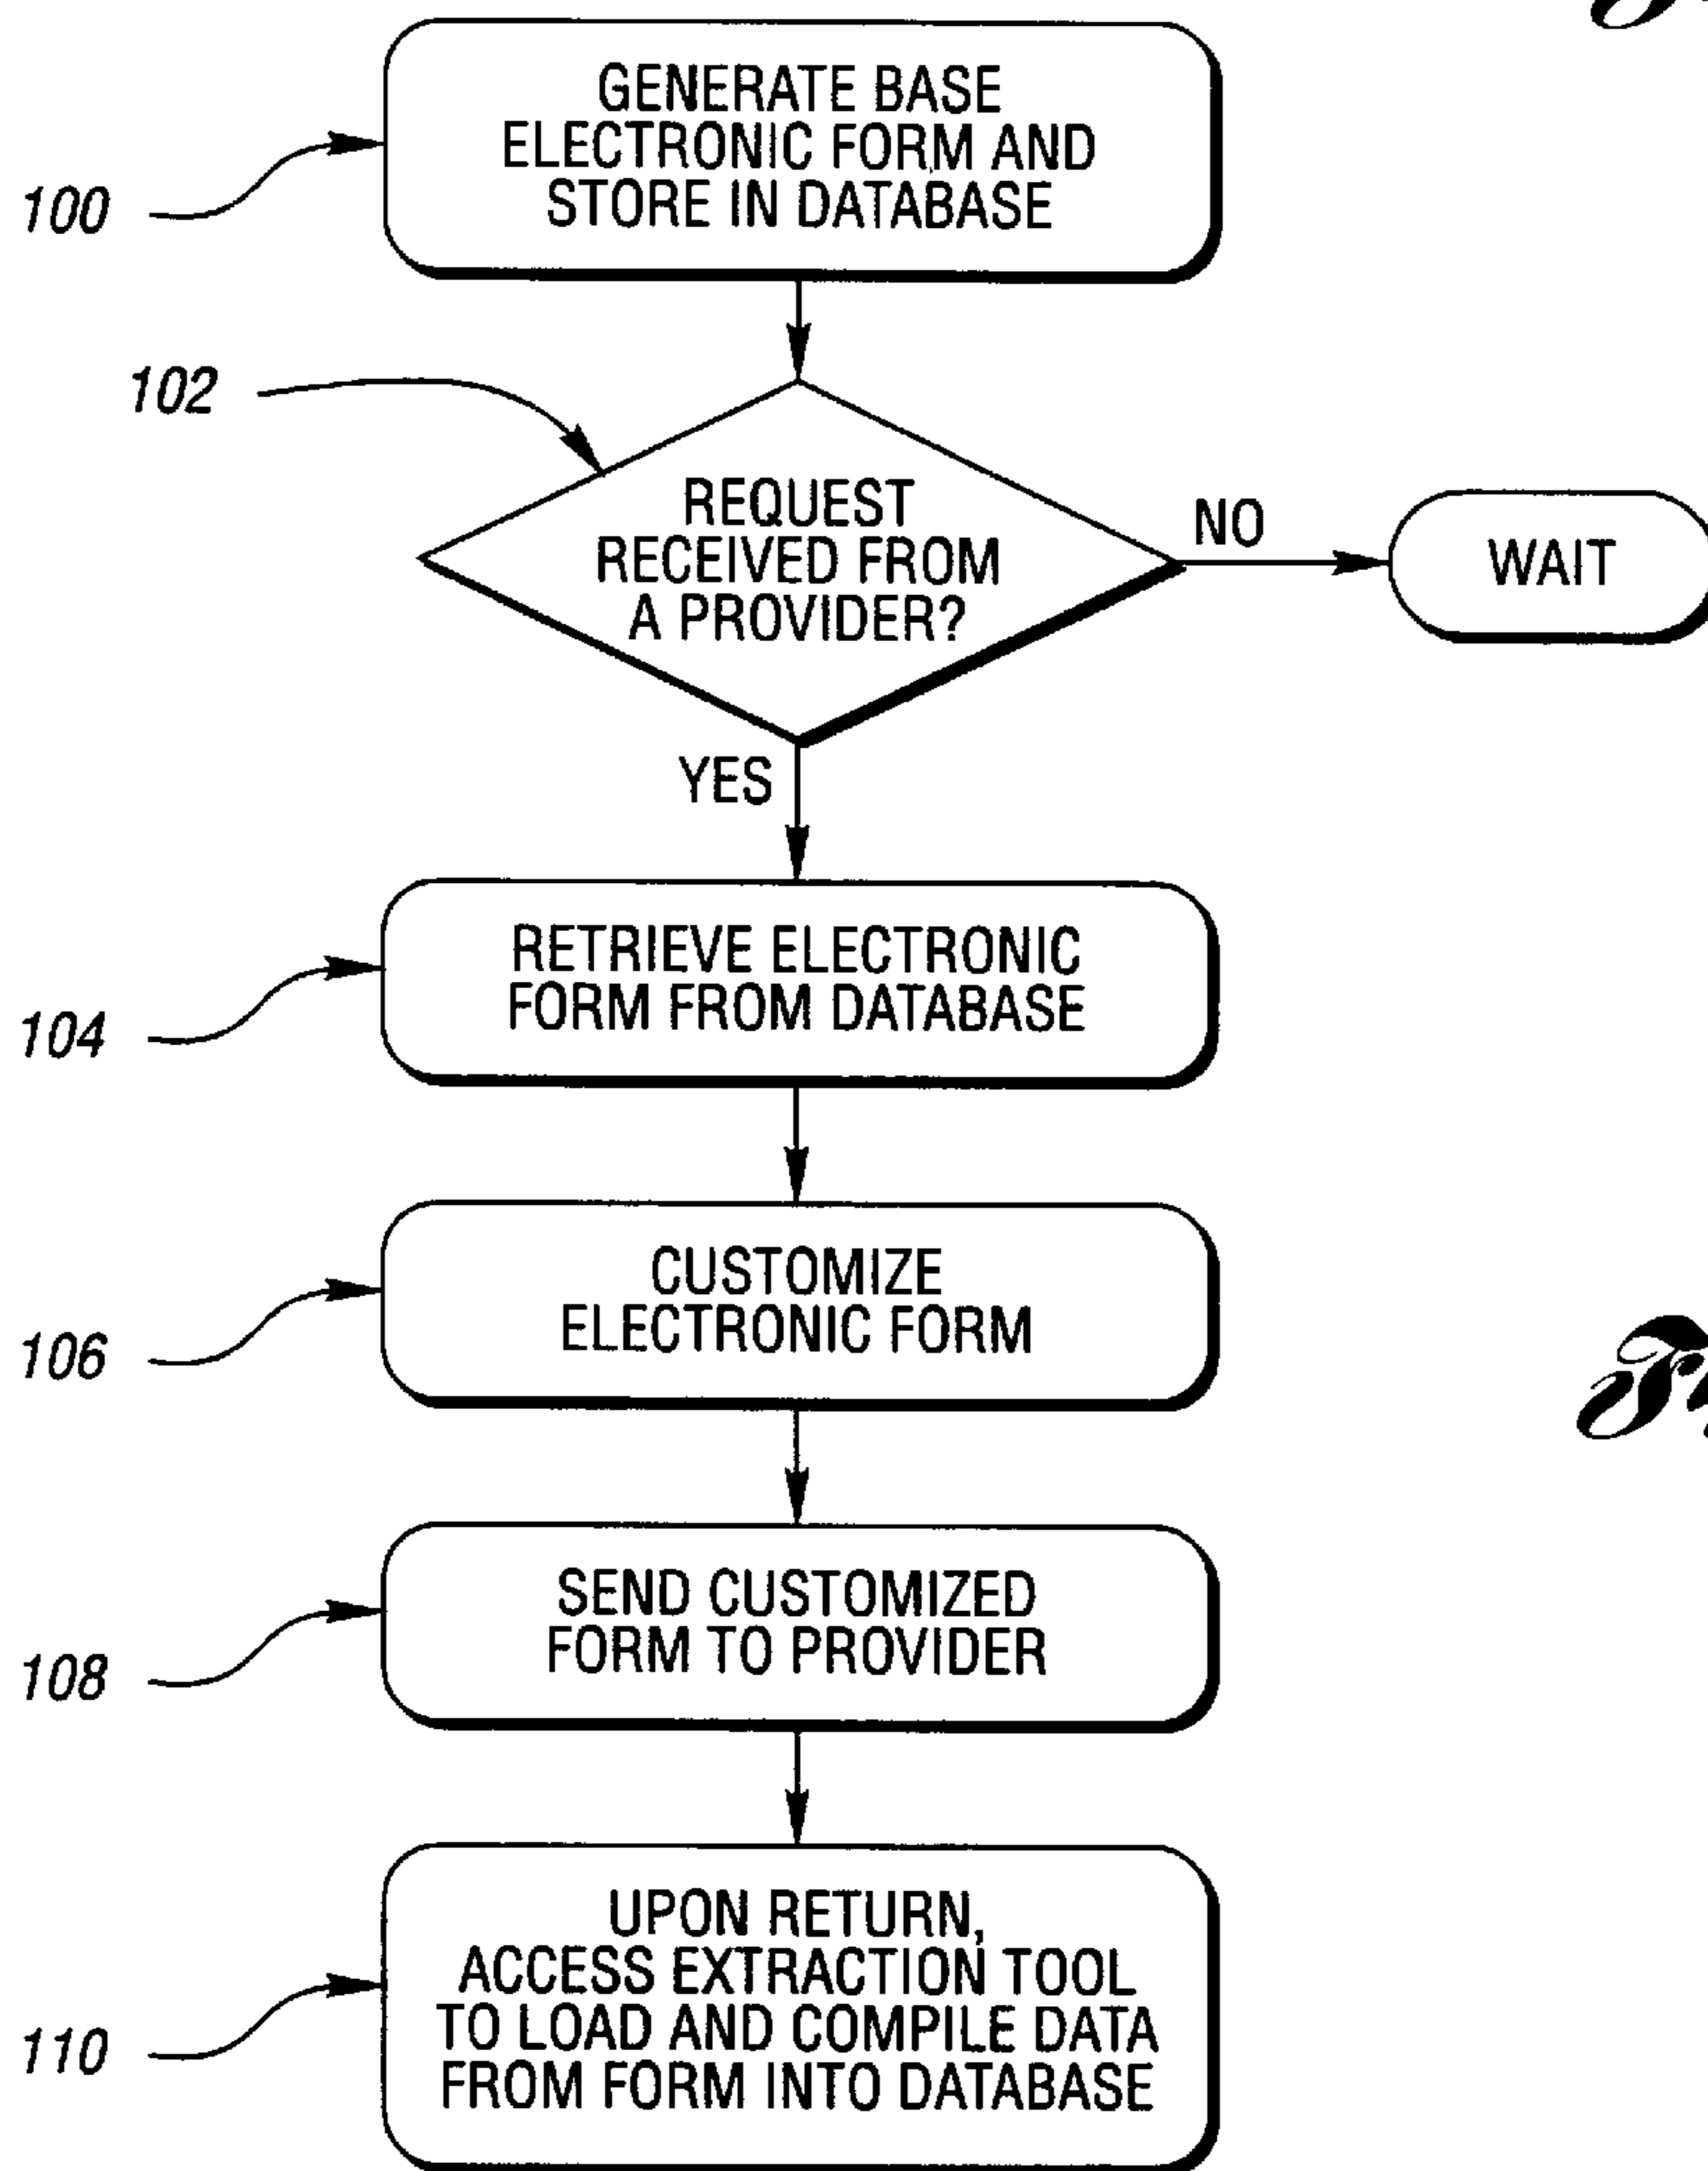 GENERATE BASE
ELECTRONIC FORM AND
STORE IN DATABASE
100
102
REQUEST
RECEIVED FROM
A PROVIDER?
NO
WAIT
YES
RETRIEVE ELECTRONIC
FORM FROM DATABASE
104
CUSTOMIZE
ELECTRONIC FORM
106
SEND CUSTOMIZED
FORM TO PROVIDER
108
UPON RETURN,
ACCESS EXTRACTION TOOL
TO LOAD AND COMPILE DATA
FROM FORM INTO DATABASE
110